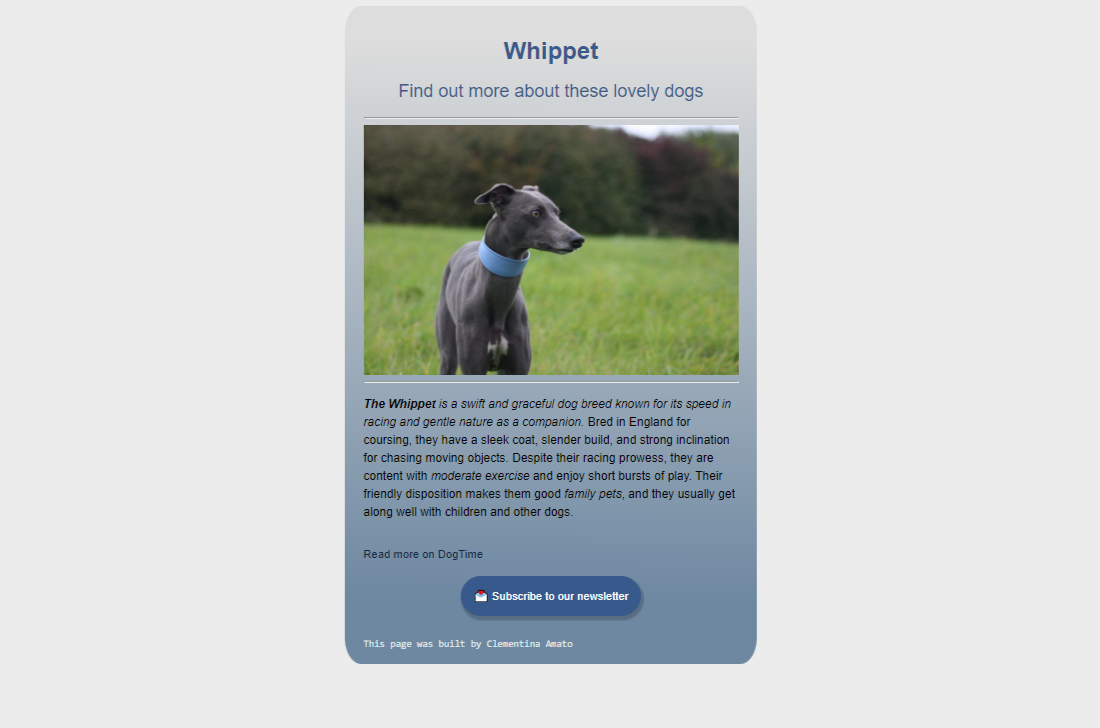 Whippet
Find out more about these lovely dogs
The Whippet is a swift and graceful dog breed known for its speed in
racing and gentle nature as a companion. Bred in England for
coursing, they have a sleek coat, slender build, and strong inclination
for chasing moving objects. Despite their racing prowess, they are
content with moderate exercise and enjoy short bursts of play. Their
friendly disposition makes them good family pets, and they usually get
along well with children and other dogs.
Read more on DogTime
Subscribe to our newsletter
This page was built by Clementina Amato